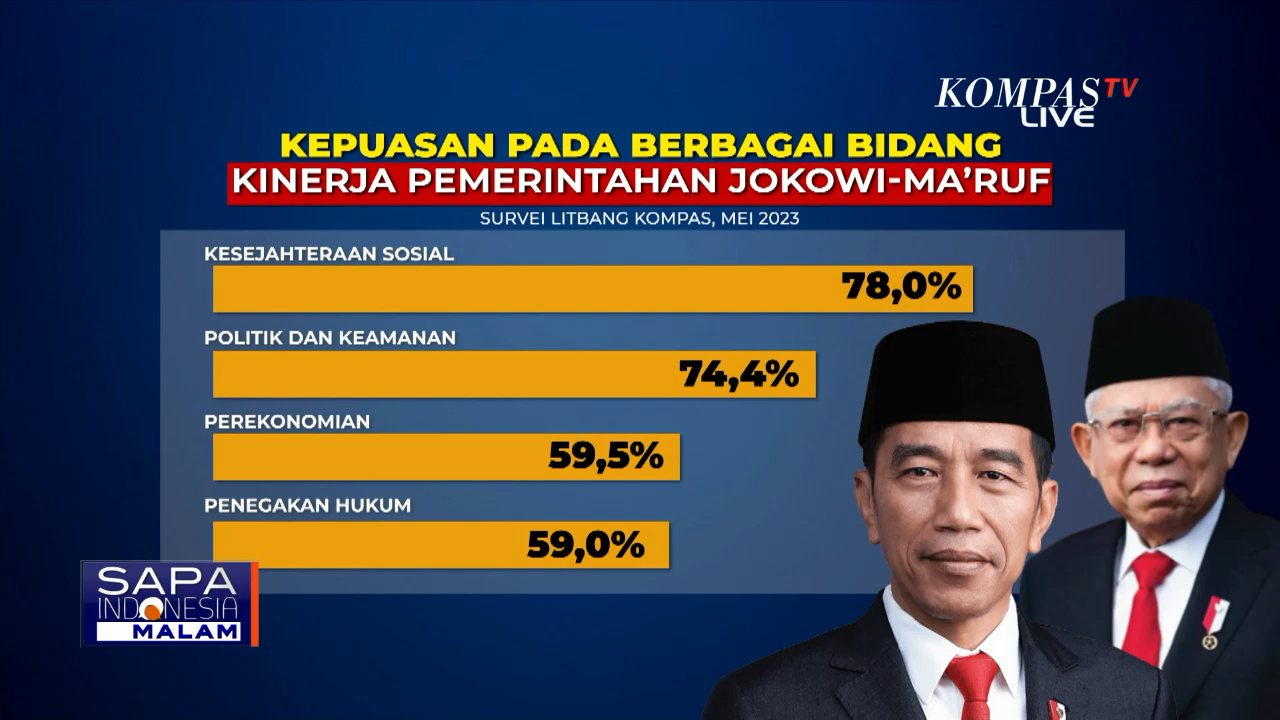 KOMPAS TV
LIVE
KEPUASAN PADA BERBAGAI BIDANG
KINERJA PEMERINTAHAN JOKOWI-MA'RUF
SURVEI LITBANG KOMPAS, MEI 2023
KESEJAHTERAAN SOSIAL
78,0%
POLITIK DAN KEAMANAN
74,4%
PEREKONOMIAN
59,5%
PENEGAKAN HUKUM
59,0%
SAPA
INDONESIA
MALAM